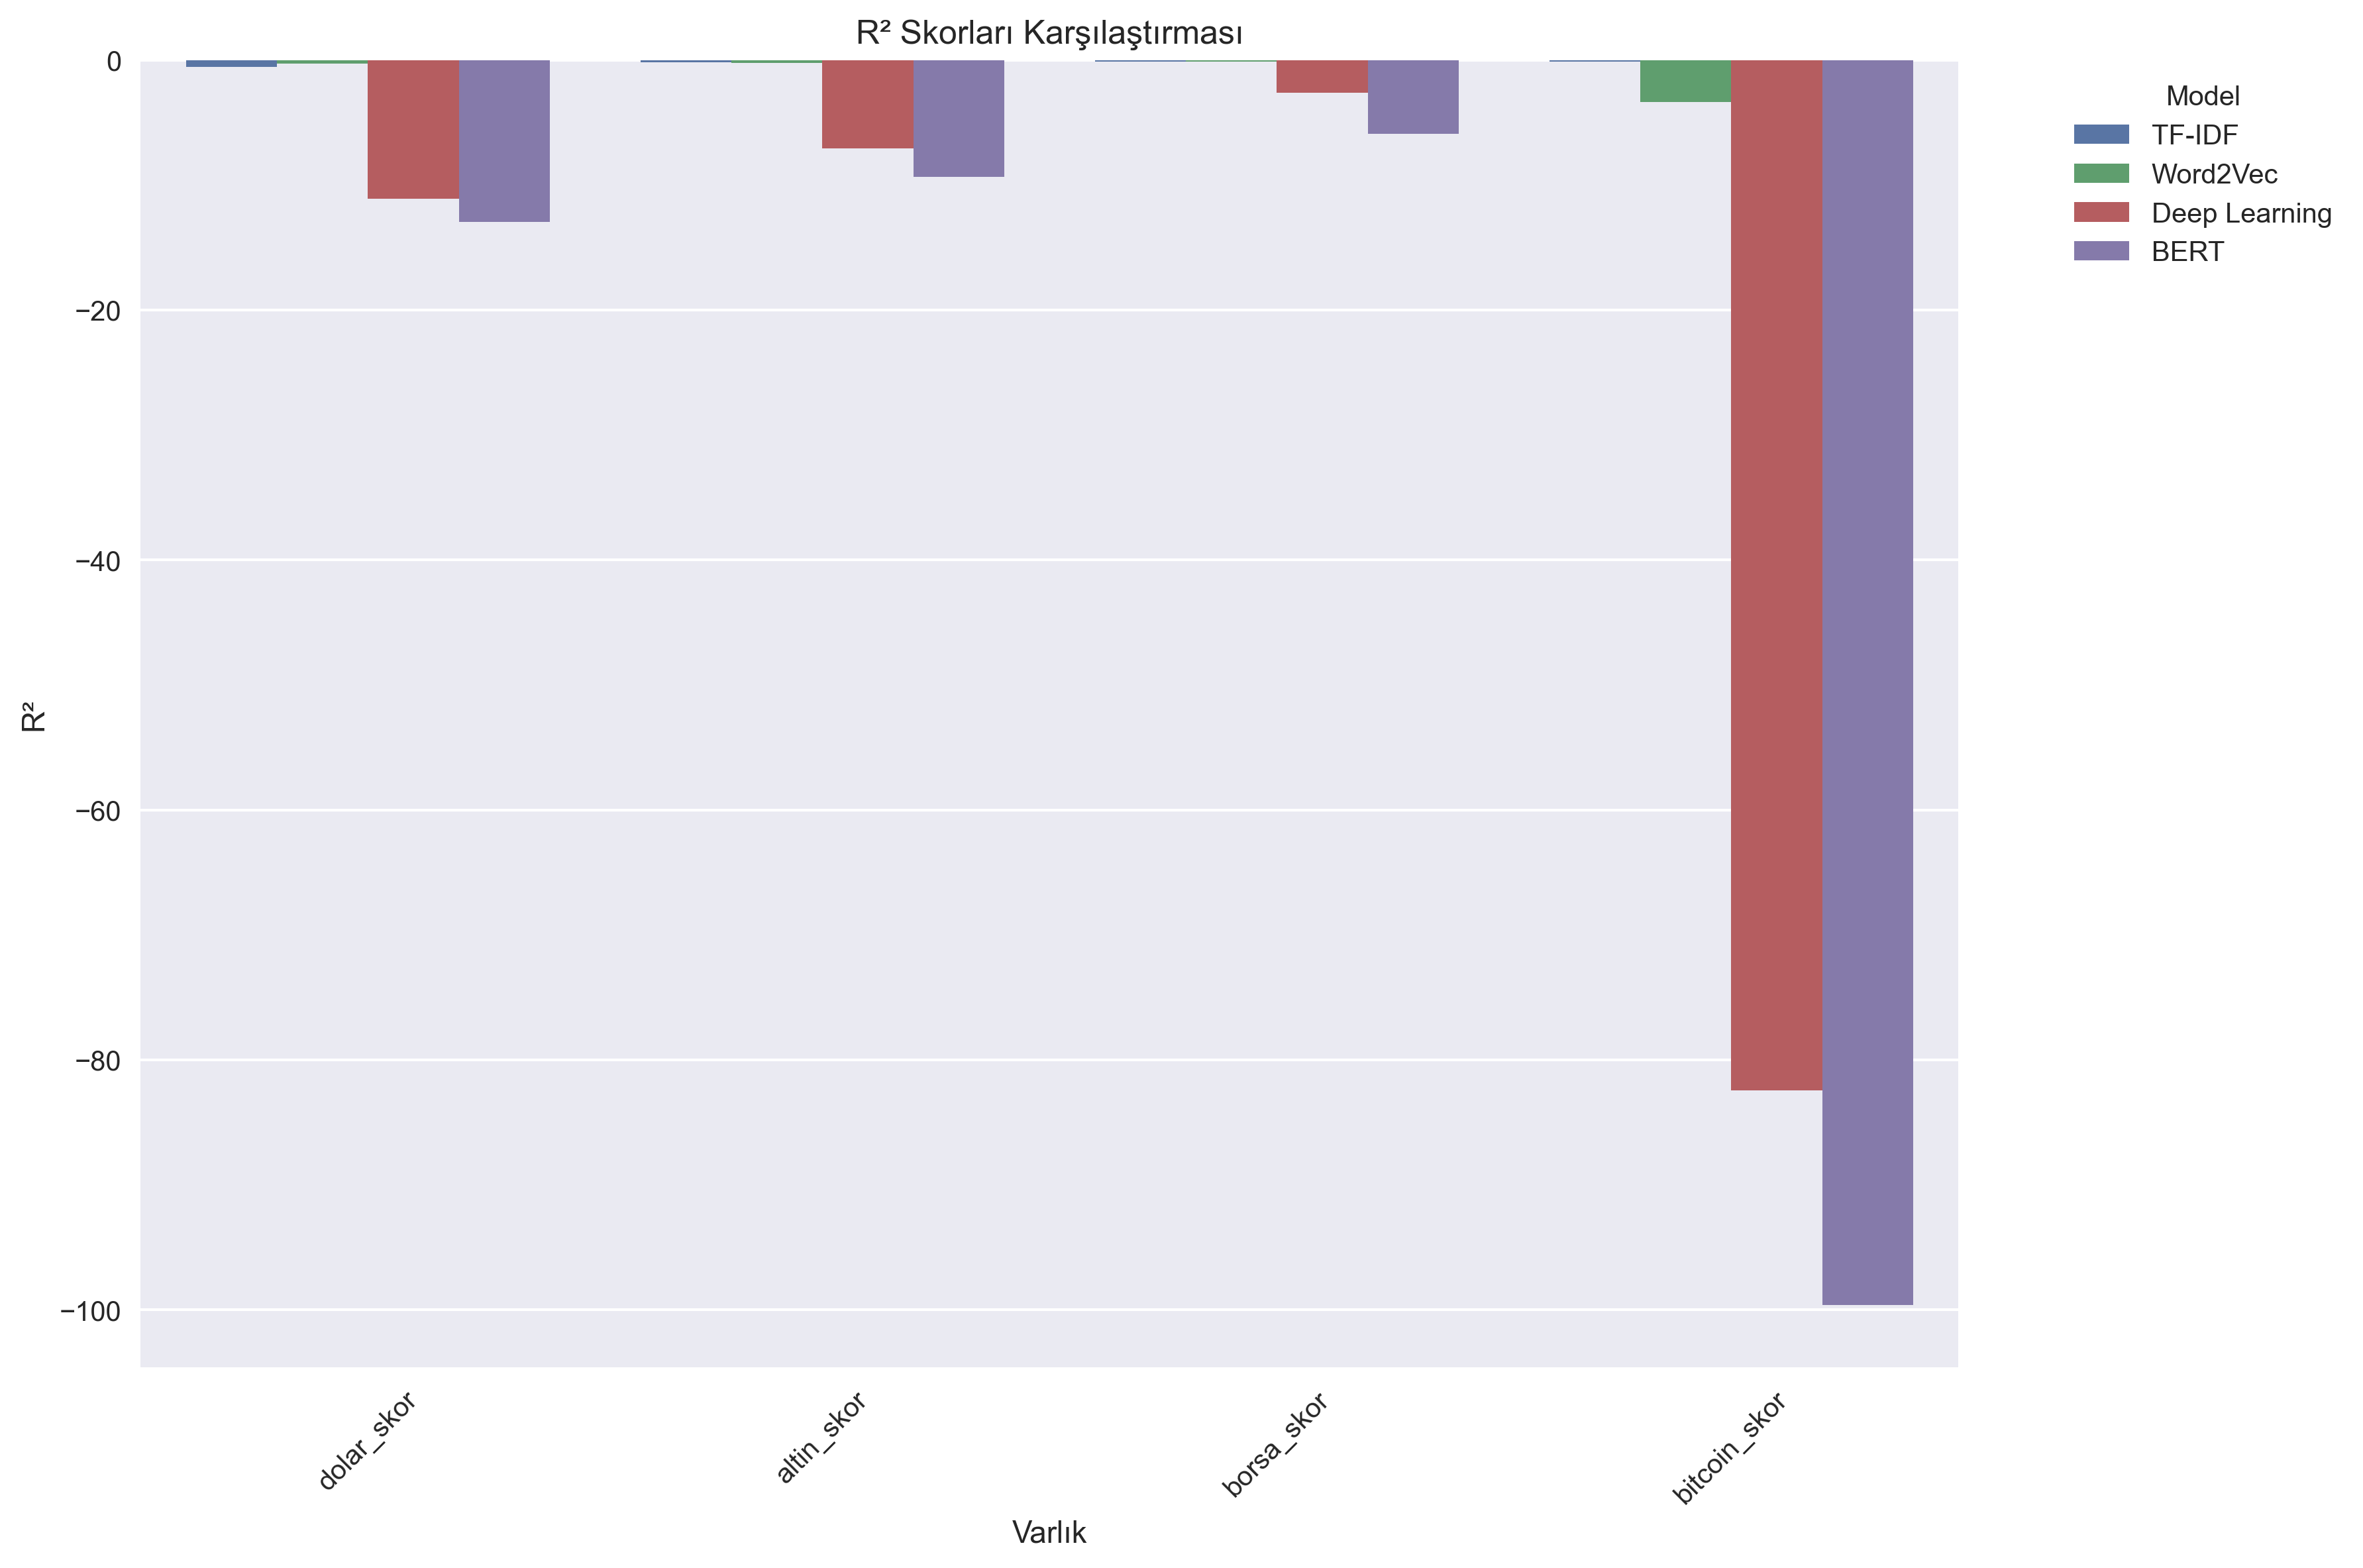 R² Skorları Karşılaştırması
0
−20
−40
−60
−80
−100
R²
dolar_skor
altin_skor
borsa_skor
bitcoin_skor
Varlık
Model
TF-IDF
Word2Vec
Deep Learning
BERT